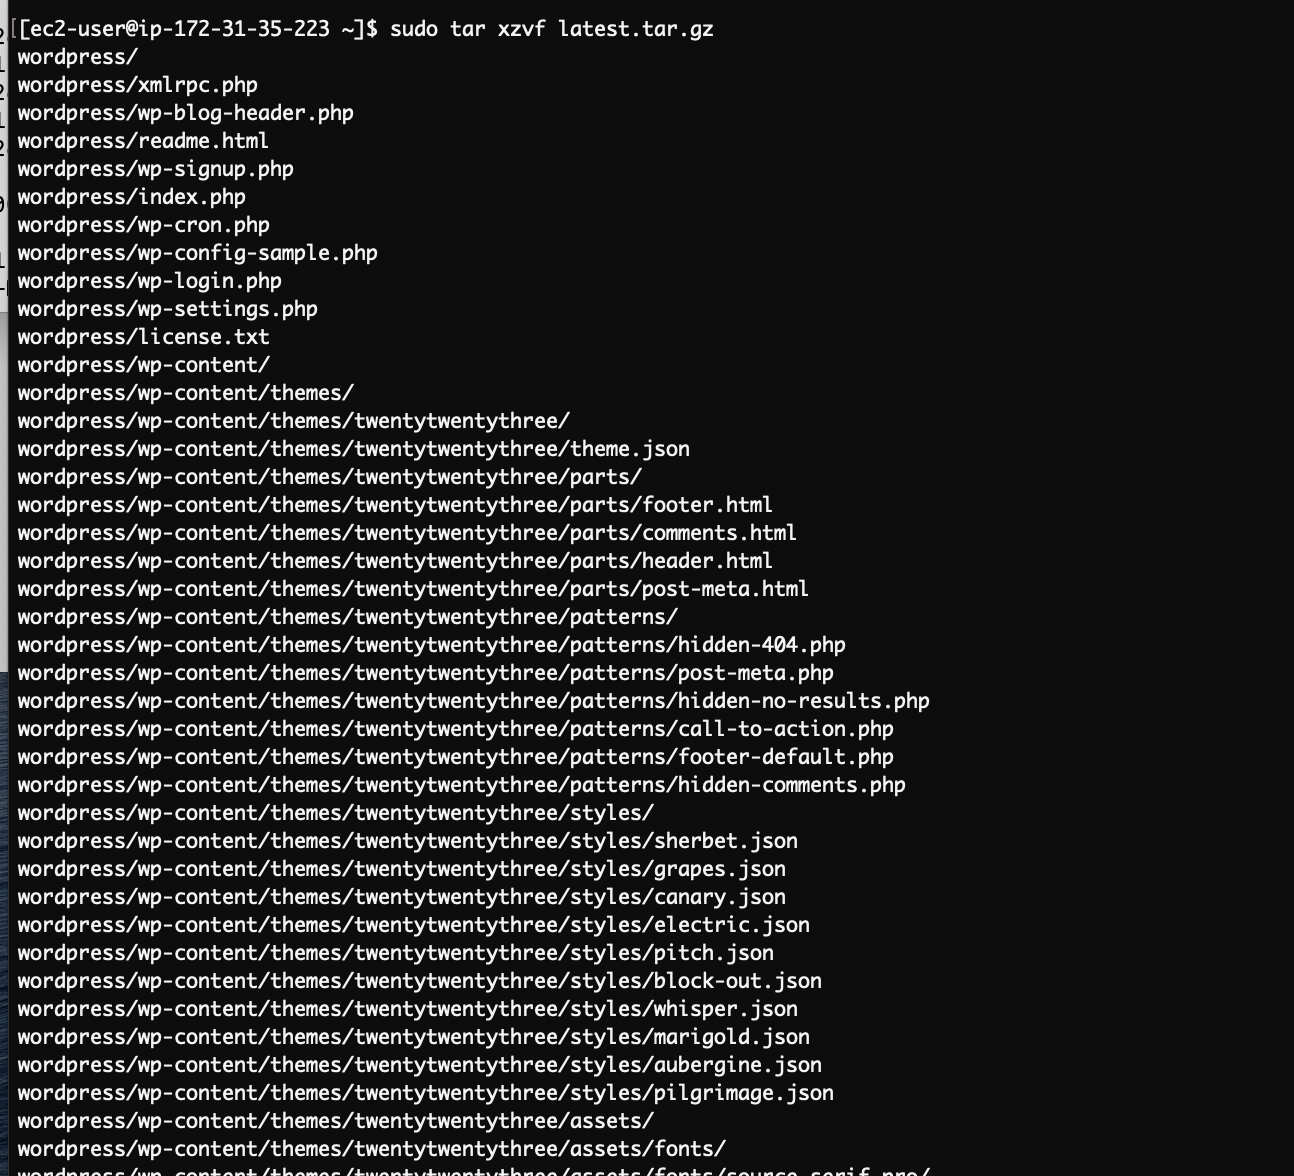 [[ec2-user@ip-172-31-35-223 ~]$ sudo tar xzvf latest.tar.gz
wordpress/
wordpress/xmlrpc.php
wordpress/wp-blog-header.php
wordpress/readme.html
wordpress/wp-signup.php
wordpress/index.php
wordpress/wp-cron.php
wordpress/wp-config-sample.php
wordpress/wp-login.php
wordpress/wp-settings.php
wordpress/license.txt
wordpress/wp-content/
wordpress/wp-content/themes/
wordpress/wp-content/themes/twentytwentythree/
wordpress/wp-content/themes/twentytwentythree/theme.json
wordpress/wp-content/themes/twentytwentythree/parts/
wordpress/wp-content/themes/twentytwentythree/parts/footer.html
wordpress/wp-content/themes/twentytwentythree/parts/comments.html
wordpress/wp-content/themes/twentytwentythree/parts/header.html
wordpress/wp-content/themes/twentytwentythree/parts/post-meta.html
wordpress/wp-content/themes/twentytwentythree/patterns/
wordpress/wp-content/themes/twentytwentythree/patterns/hidden-404.php
wordpress/wp-content/themes/twentytwentythree/patterns/post-meta.php
wordpress/wp-content/themes/twentytwentythree/patterns/hidden-no-results.php
wordpress/wp-content/themes/twentytwentythree/patterns/call-to-action.php
wordpress/wp-content/themes/twentytwentythree/patterns/footer-default.php
wordpress/wp-content/themes/twentytwentythree/patterns/hidden-comments.php
wordpress/wp-content/themes/twentytwentythree/styles/
wordpress/wp-content/themes/twentytwentythree/styles/sherbet.json
wordpress/wp-content/themes/twentytwentythree/styles/grapes.json
wordpress/wp-content/themes/twentytwentythree/styles/canary.json
wordpress/wp-content/themes/twentytwentythree/styles/electric.json
wordpress/wp-content/themes/twentytwentythree/styles/pitch.json
wordpress/wp-content/themes/twentytwentythree/styles/block-out.json
wordpress/wp-content/themes/twentytwentythree/styles/whisper.json
wordpress/wp-content/themes/twentytwentythree/styles/marigold.json
wordpress/wp-content/themes/twentytwentythree/styles/aubergine.json
wordpress/wp-content/themes/twentytwentythree/styles/pilgrimage.json
wordpress/wp-content/themes/twentytwentythree/assets/
wordpress/wp-content/themes/twentytwentythree/assets/fonts/
wordpress/wp-content/themes/twentytwentythree/assets/fonts/source-serif-pro/